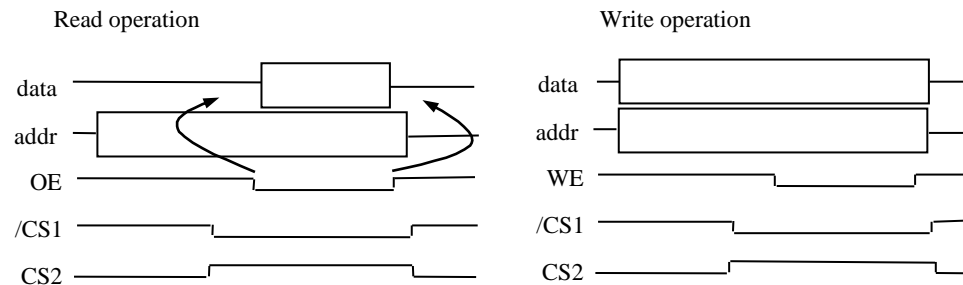 Read operation
data
addr
OE
/CS1
CS2
Write operation
data
addr
WE
/CS1
CS2